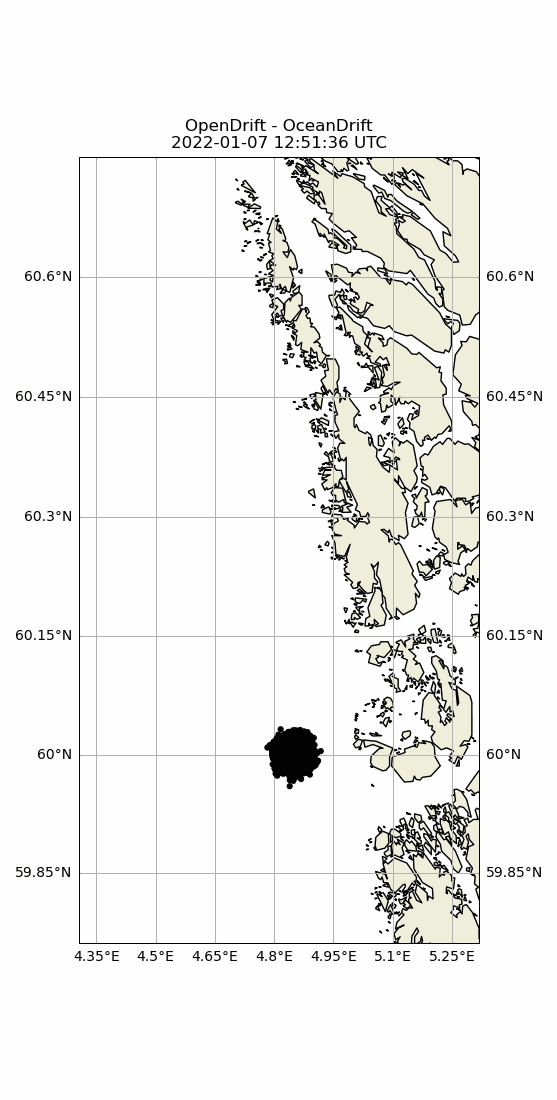 OpenDrift - OceanDrift
2022-01-07 12:51:36 UTC
60.6°N 60.6°N
60.45°N 60.45°N
60.3°N 60.3°N
60.15°N 60.15°N
60°N 60°N
59.85°N 59.85°N
4.35°E 4.5°E 4.65°E 4.8°E 4.95°E 5.1°E 5.25°E